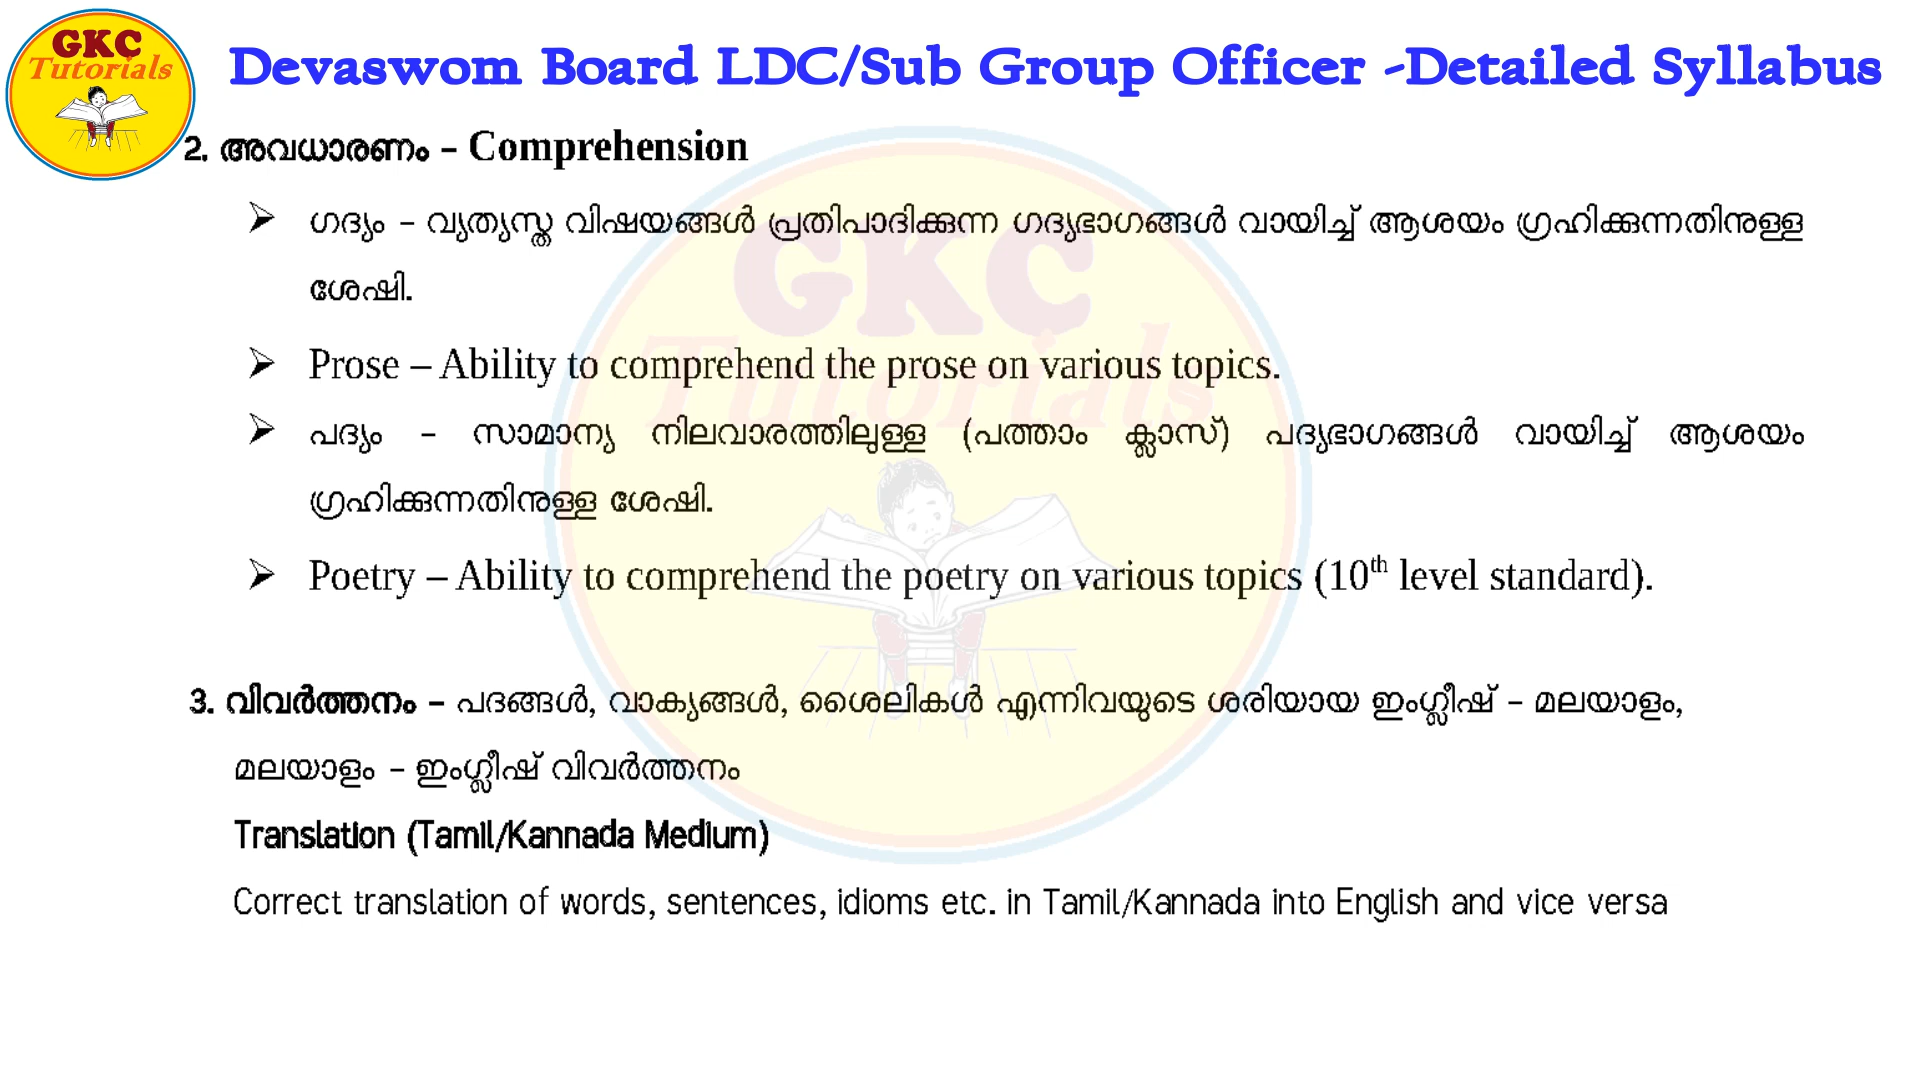 GKC
Tutorials
Devaswom Board LDC/Sub Group Officer -Detailed Syllabus
2. അവധാരണം – Comprehension
➢ ഗദ്യം – വ്യത്യസ്ത വിഷയങ്ങൾ പ്രതിപാദിക്കുന്ന ഗദ്യഭാഗങ്ങൾ വായിച്ച് ആശയം ഗ്രഹിക്കുന്നതിനുള്ള
ശേഷി.
➢ Prose – Ability to comprehend the prose on various topics.
➢ പദ്യം – സാമാന്യ നിലവാരത്തിലുള്ള (പത്താം ക്ലാസ്) പദ്യഭാഗങ്ങൾ വായിച്ച് ആശയം
ഗ്രഹിക്കുന്നതിനുള്ള ശേഷി.
➢ Poetry – Ability to comprehend the poetry on various topics (10th level standard).
3. വിവർത്തനം – പദങ്ങൾ, വാക്യങ്ങൾ, ശൈലികൾ എന്നിവയുടെ ശരിയായ ഇംഗ്ലീഷ് – മലയാളം,
മലയാളം – ഇംഗ്ലീഷ് വിവർത്തനം
Translation (Tamil/Kannada Medium)
Correct translation of words, sentences, idioms etc. in Tamil/Kannada into English and vice versa
GKC
Tutorials